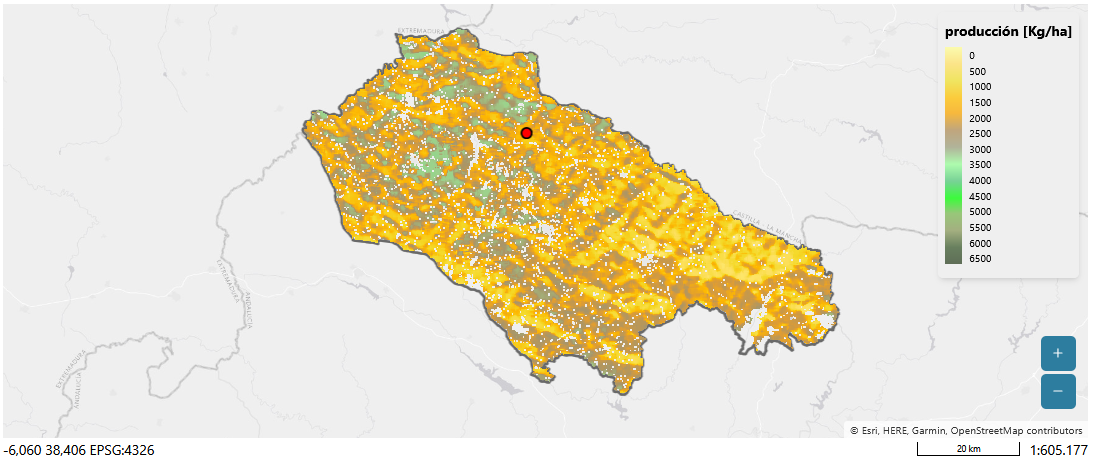 EXTREMADURA
producción [Kg/ha]
0
500
1000
1500
2000
2500
3000
3500
4000
4500
5000
5500
6000
6500
CASTILLA - LA MANCHA
EXTREMADURA
ANDALUCÍA
EXTREMADURA
ANDALUCÍA
+
−
© Esri, HERE, Garmin, OpenStreetMap contributors
-6,060 38,406 EPSG:4326
20 km
1:605.177